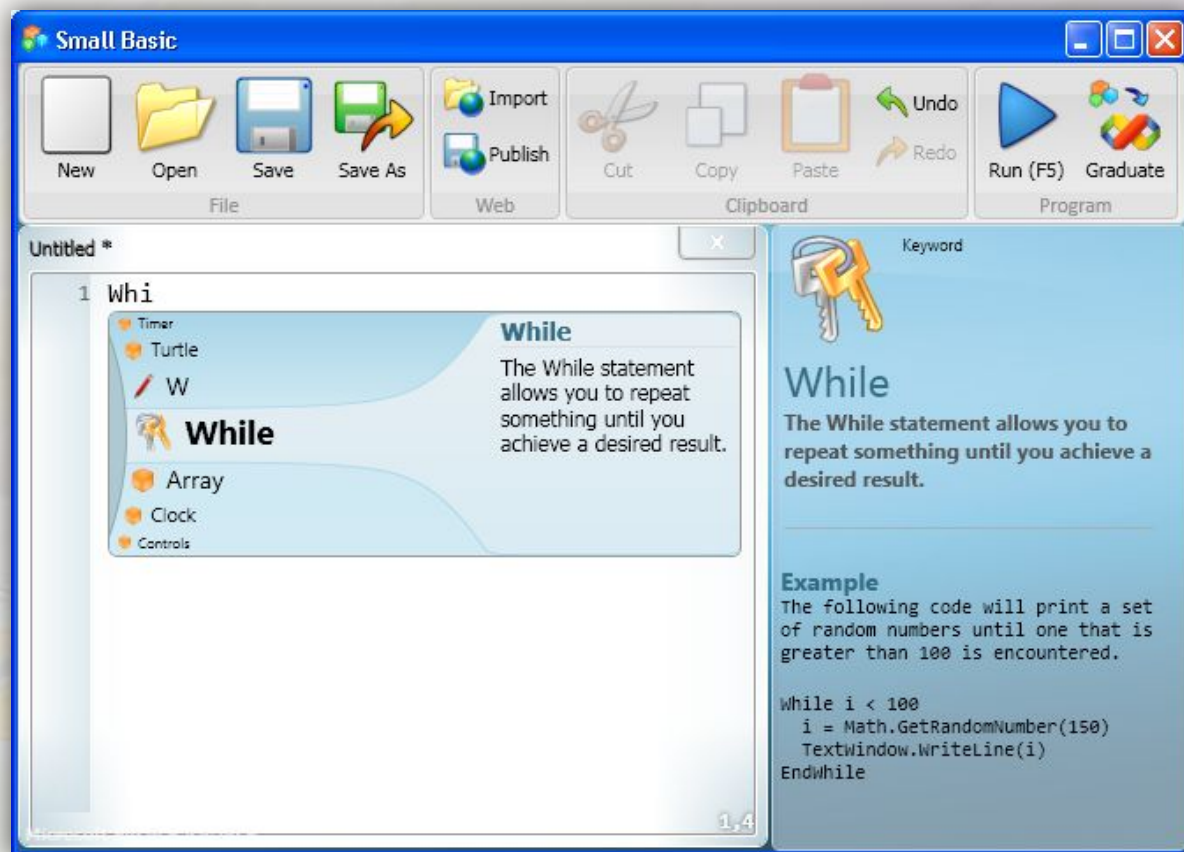 Small Basic
New
Open
Save
Save As
File
Import
Publish
Web
Cut
Copy
Paste
Undo
Redo
Clipboard
Run (F5)
Graduate
Program
Untitled *
1 Whi
Timer
Turtle
W
While
Array
Clock
Controls
While
The While statement
allows you to repeat
something until you
achieve a desired result.
1,4
Keyword
While
The While statement allows you to
repeat something until you achieve a
desired result.
Example
The following code will print a set
of random numbers until one that is
greater than 100 is encountered.
While i < 100
i = Math.GetRandomNumber(150)
TextWindow.WriteLine(i)
EndWhile